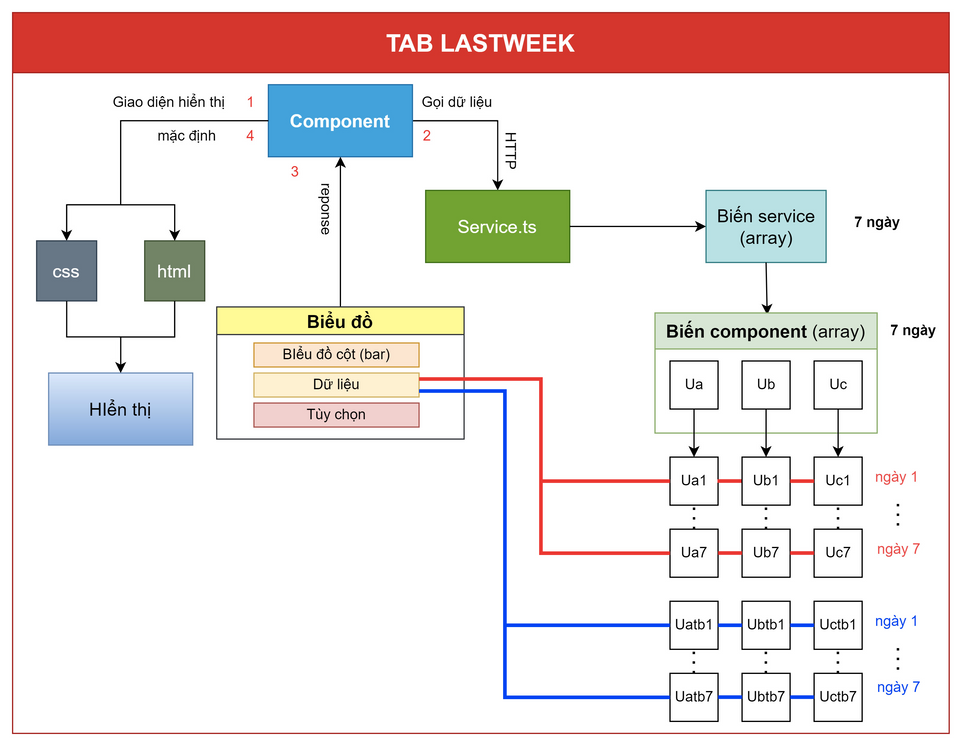 TAB LASTWEEK
Giao diện hiển thị
1
mặc định
4
Component
Gọi dữ liệu
2
HTTP
3
reponse
Service.ts
Biến service
(array)
7 ngày
css
html
Biểu đồ
BIểu đồ cột (bar)
Dữ liệu
Tùy chọn
HIển thị
Biến component (array)
7 ngày
Ua
Ub
Uc
Ua1
Ub1
Uc1
ngày 1
Ua7
Ub7
Uc7
ngày 7
Uatb1
Ubtb1
Uctb1
ngày 1
Uatb7
Ubtb7
Uctb7
ngày 7